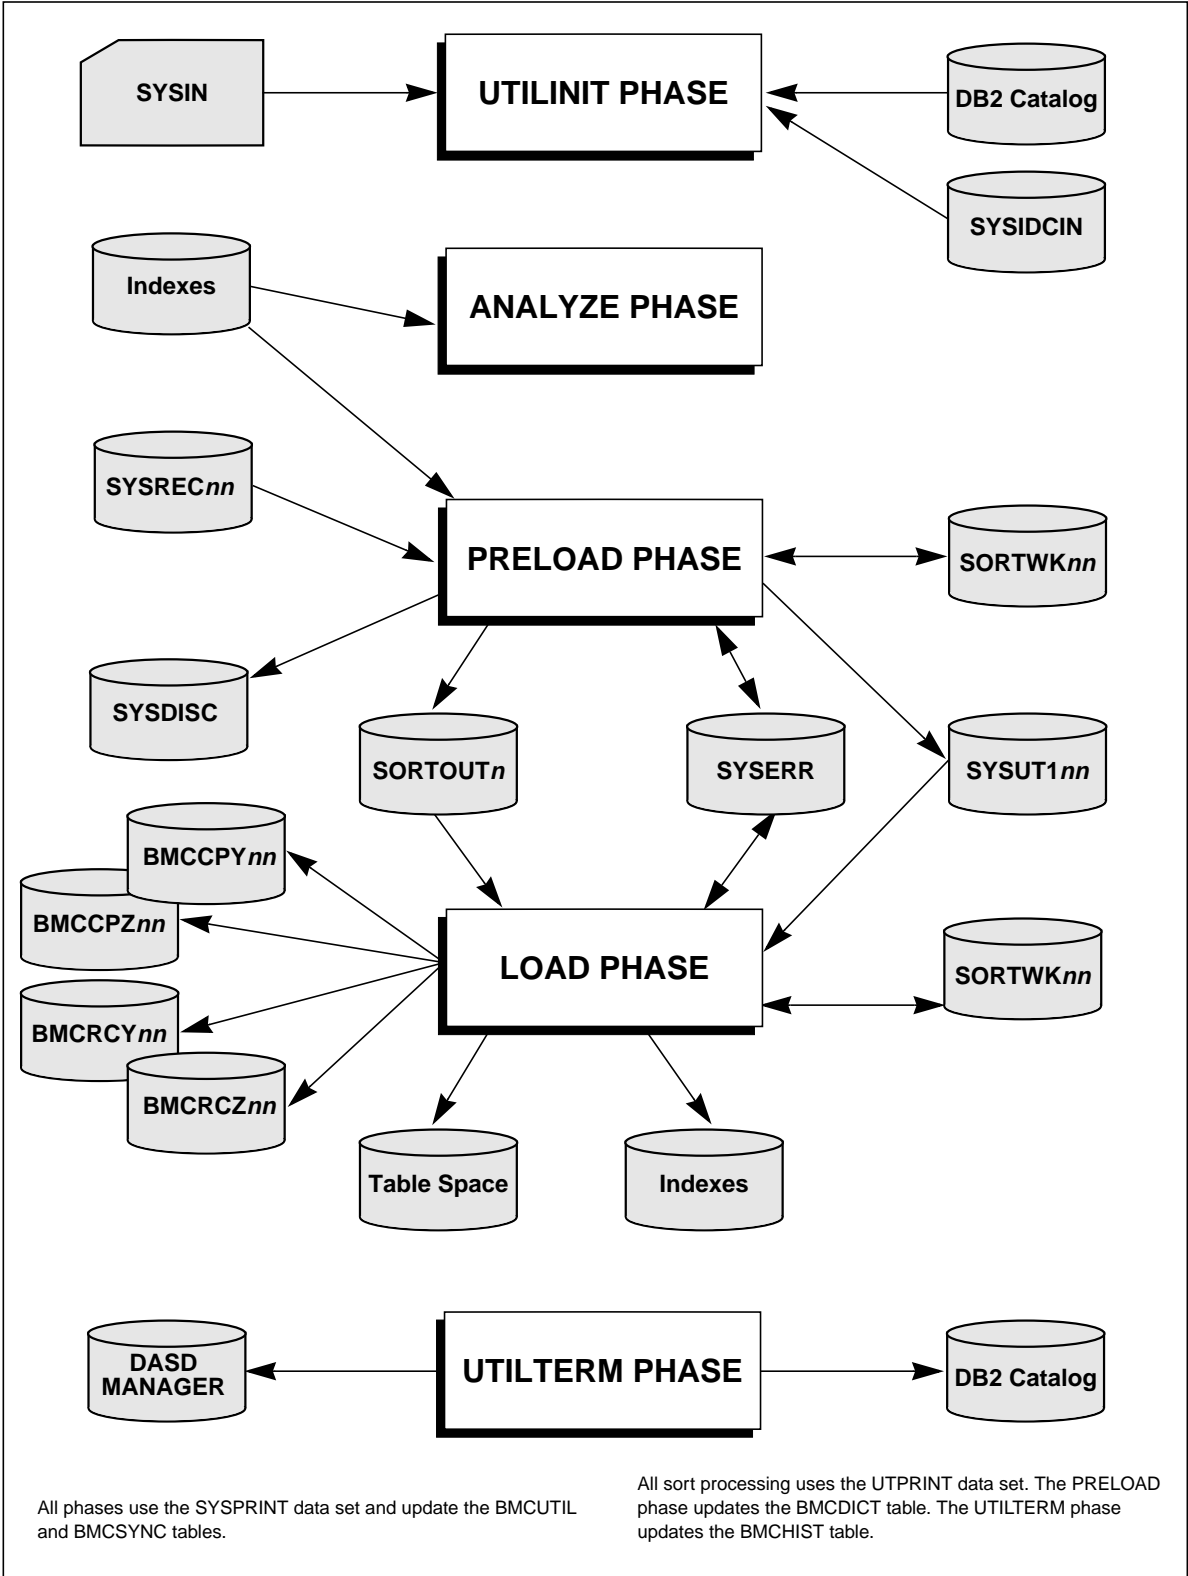 SYSIN
UTILINIT PHASE
DB2 Catalog
SYSIDCIN
Indexes
ANALYZE PHASE
SYSRECnn
PRELOAD PHASE
SORTWKnn
SYSDISC
SORTOUTn
SYSERR
SYSUT1nn
BMCCPYnn
BMCCPZnn
LOAD PHASE
SORTWKnn
BMCRCYnn
BMCRCZnn
Table Space
Indexes
DASD
MANAGER
UTILTERM PHASE
DB2 Catalog
All phases use the SYSPRINT data set and update the BMCUTIL
and BMCSYNC tables.
All sort processing uses the UTPRINT data set. The PRELOAD
phase updates the BMCDICT table. The UTILTERM phase
updates the BMCHIST table.